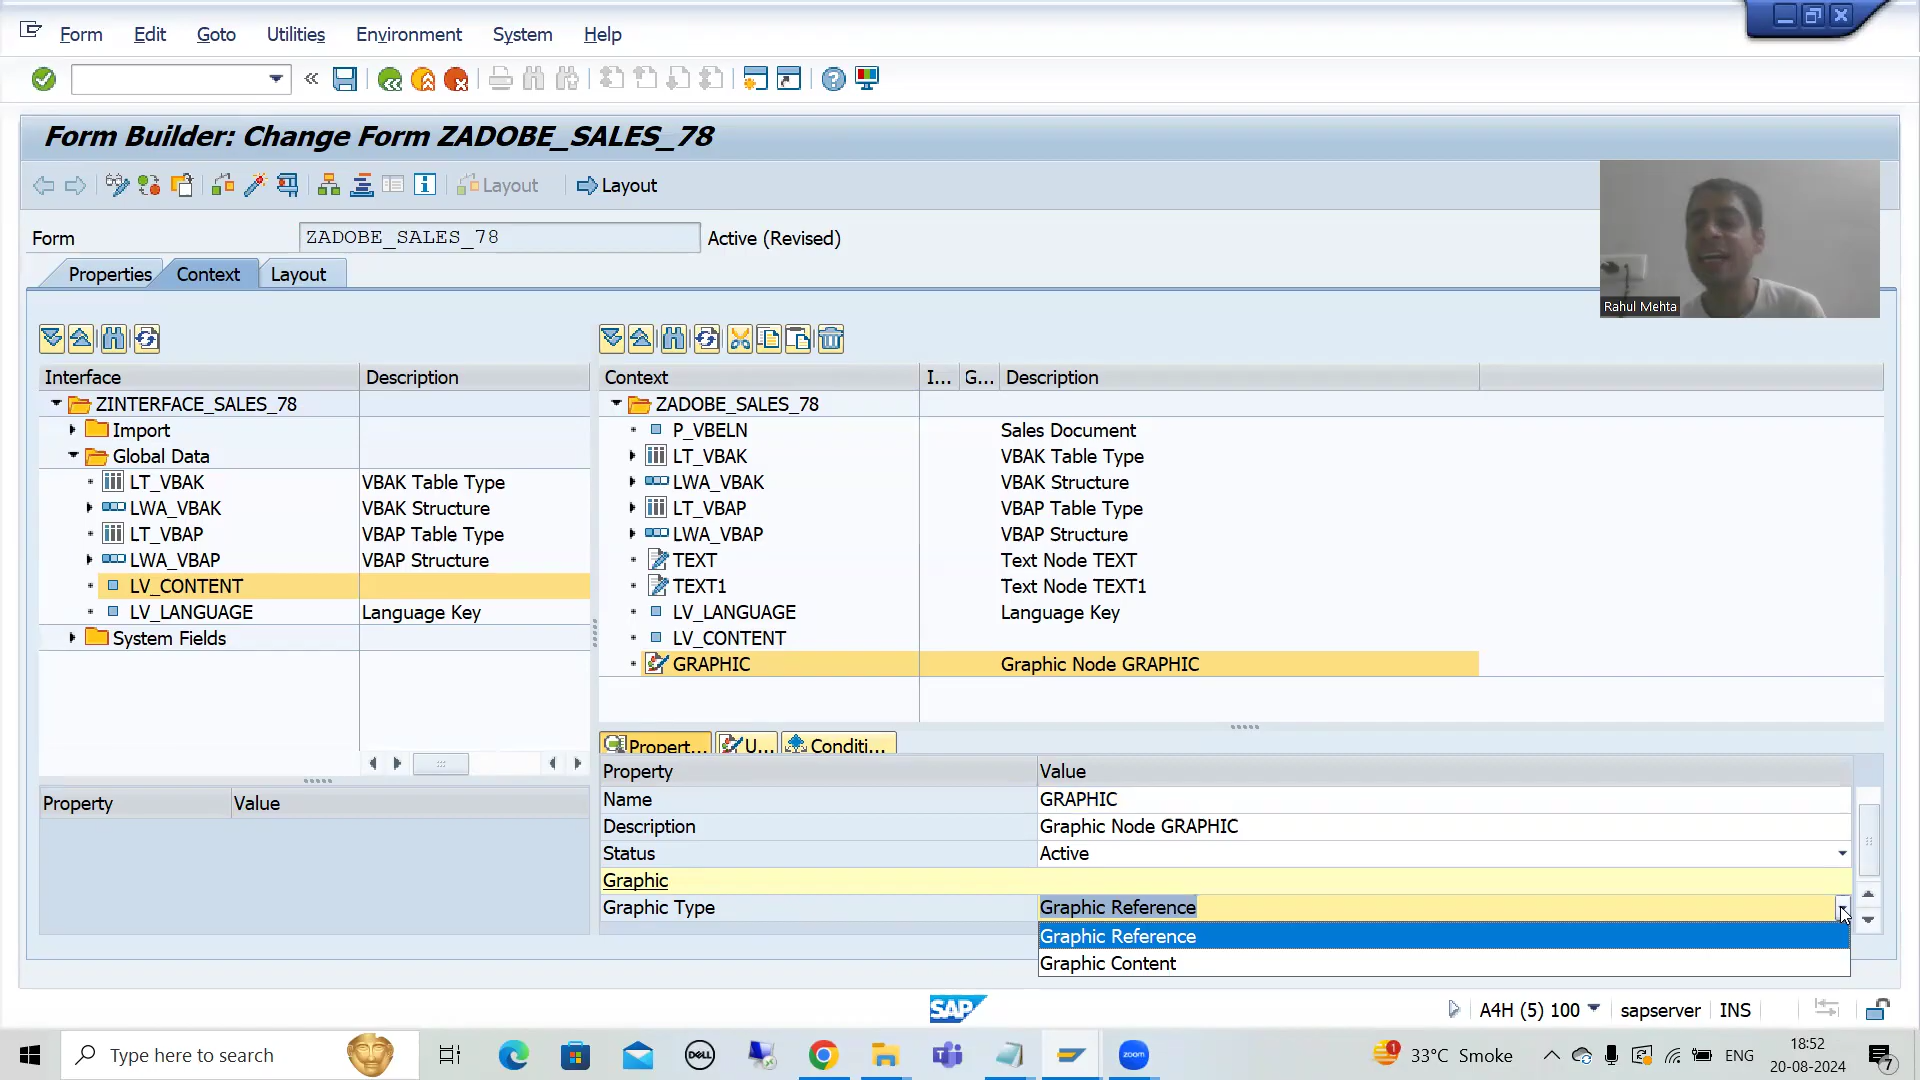 Form Edit Goto Utilities Environment System Help
Form Builder: Change Form ZADOBE_SALES_78
Layout Layout
Form ZADOBE_SALES_78 Active (Revised)
Properties Context Layout
Rahul Mehta
Interface Description
ZINTERFACE_SALES_78
Import
Global Data
LT_VBAK VBAK Table Type
LWA_VBAK VBAK Structure
LT_VBAP VBAP Table Type
LWA_VBAP VBAP Structure
LV_CONTENT
LV_LANGUAGE Language Key
System Fields
Property Value
Context I... G... Description
ZADOBE_SALES_78
P_VBELN Sales Document
LT_VBAK VBAK Table Type
LWA_VBAK VBAK Structure
LT_VBAP VBAP Table Type
LWA_VBAP VBAP Structure
TEXT Text Node TEXT
TEXT1 Text Node TEXT1
LV_LANGUAGE Language Key
LV_CONTENT
GRAPHIC Graphic Node GRAPHIC
Propert... U... Conditi...
Property Value
Name GRAPHIC
Description Graphic Node GRAPHIC
Status Active
Graphic
Graphic Type Graphic Reference
Graphic Reference
Graphic Content
SAP A4H (5) 100 sapserver INS
Type here to search DELL zoom 1 33°C Smoke ENG 18:52
20-08-2024 7